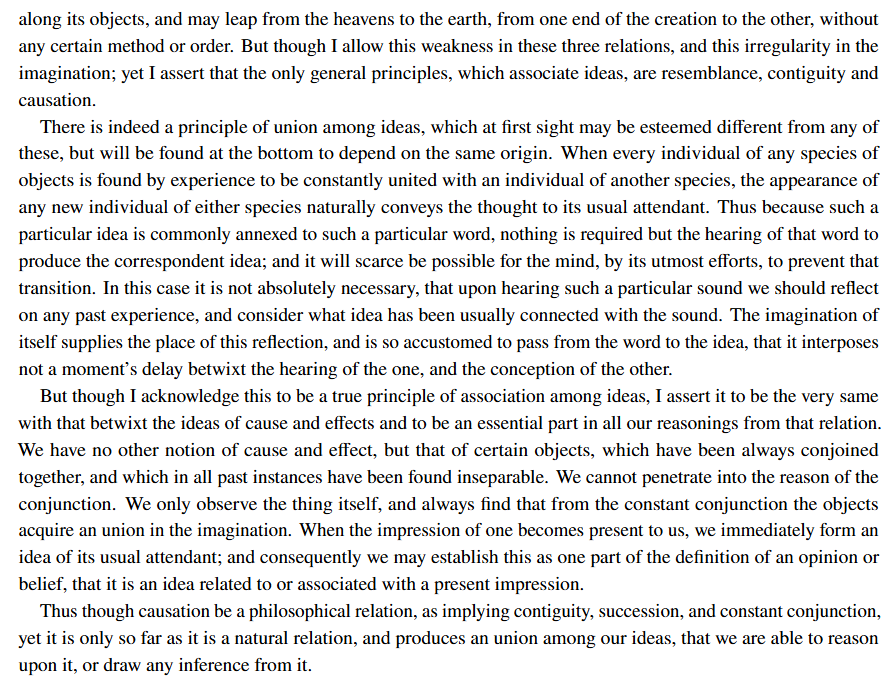 along its objects, and may leap from the heavens to the earth, from one end of the creation to the other, without
any certain method or order. But though I allow this weakness in these three relations, and this irregularity in the
imagination; yet I assert that the only general principles, which associate ideas, are resemblance, contiguity and
causation.
There is indeed a principle of union among ideas, which at first sight may be esteemed different from any of
these, but will be found at the bottom to depend on the same origin. When every individual of any species of
objects is found by experience to be constantly united with an individual of another species, the appearance of
any new individual of either species naturally conveys the thought to its usual attendant. Thus because such a
particular idea is commonly annexed to such a particular word, nothing is required but the hearing of that word to
produce the correspondent idea; and it will scarce be possible for the mind, by its utmost efforts, to prevent that
transition. In this case it is not absolutely necessary, that upon hearing such a particular sound we should reflect
on any past experience, and consider what idea has been usually connected with the sound. The imagination of
itself supplies the place of this reflection, and is so accustomed to pass from the word to the idea, that it interposes
not a moment's delay betwixt the hearing of the one, and the conception of the other.
But though I acknowledge this to be a true principle of association among ideas, I assert it to be the very same
with that betwixt the ideas of cause and effects and to be an essential part in all our reasonings from that relation.
We have no other notion of cause and effect, but that of certain objects, which have been always conjoined
together, and which in all past instances have been found inseparable. We cannot penetrate into the reason of the
conjunction. We only observe the thing itself, and always find that from the constant conjunction the objects
acquire an union in the imagination. When the impression of one becomes present to us, we immediately form an
idea of its usual attendant; and consequently we may establish this as one part of the definition of an opinion or
belief, that it is an idea related to or associated with a present impression.
Thus though causation be a philosophical relation, as implying contiguity, succession, and constant conjunction,
yet it is only so far as it is a natural relation, and produces an union among our ideas, that we are able to reason
upon it, or draw any inference from it.